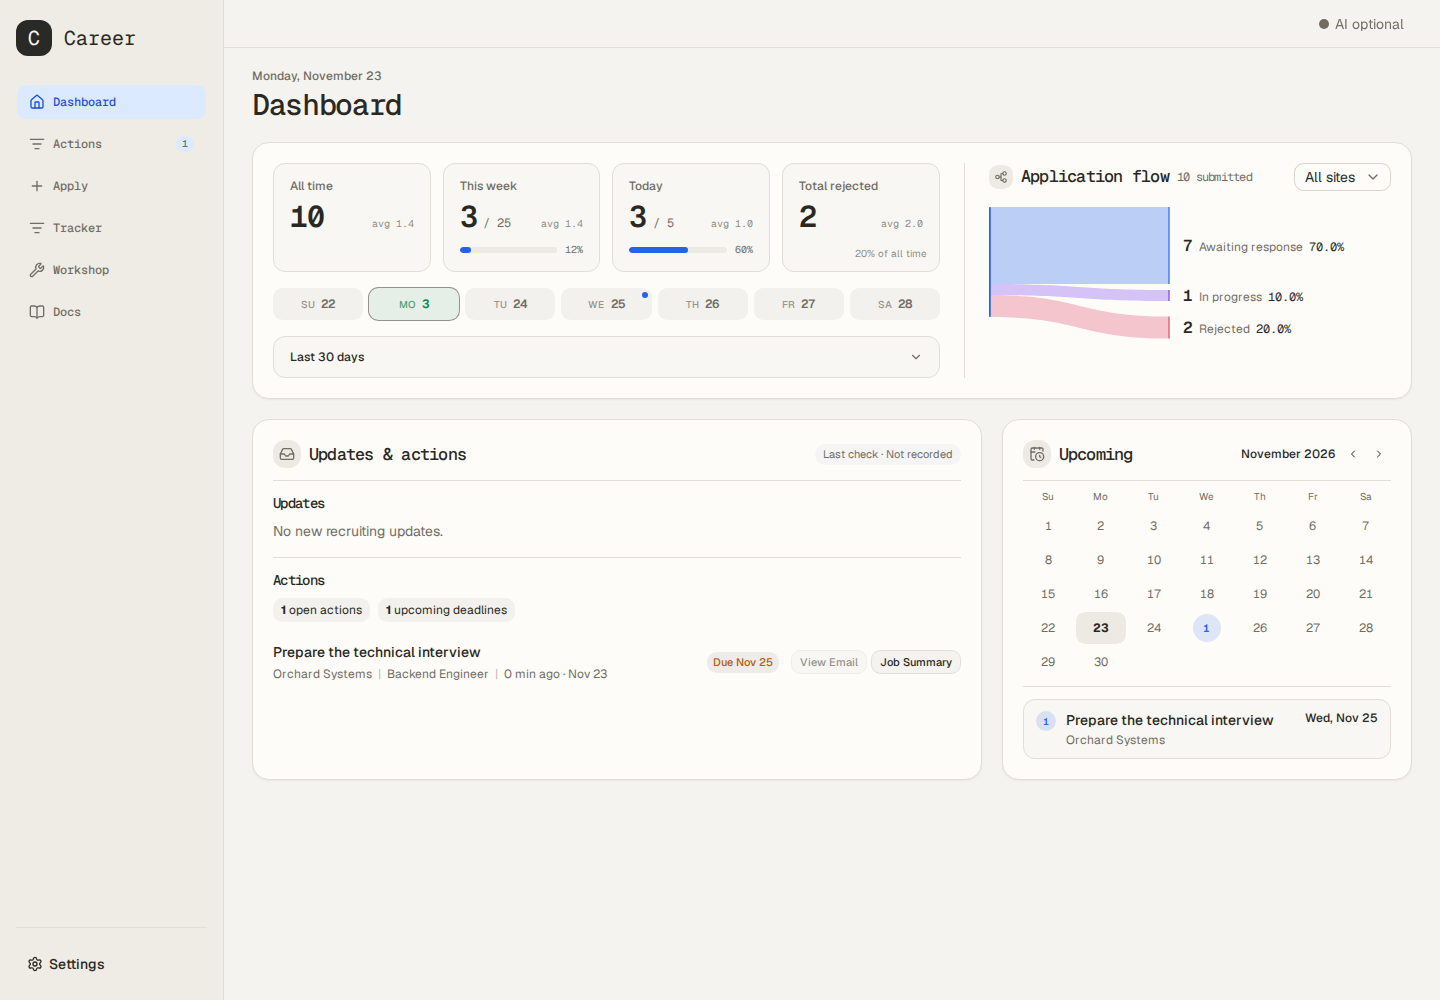 C Career
Dashboard
Actions 1
Apply
Tracker
Workshop
Docs
Settings
AI optional
Monday, November 23
Dashboard
All time
10 avg 1.4
This week
3 / 25 avg 1.4
12%
Today
3 / 5 avg 1.0
60%
Total rejected
2 avg 2.0
20% of all time
SU 22 MO 3 TU 24 WE 25 TH 26 FR 27 SA 28
Last 30 days
Application flow 10 submitted All sites
7 Awaiting response 70.0%
1 In progress 10.0%
2 Rejected 20.0%
Updates & actions Last check · Not recorded
Updates
No new recruiting updates.
Actions
1 open actions 1 upcoming deadlines
Prepare the technical interview
Orchard Systems | Backend Engineer | 0 min ago · Nov 23
Due Nov 25 View Email Job Summary
Upcoming November 2026
Su Mo Tu We Th Fr Sa
1 2 3 4 5 6 7
8 9 10 11 12 13 14
15 16 17 18 19 20 21
22 23 24 1 26 27 28
29 30
1 Prepare the technical interview Wed, Nov 25
Orchard Systems